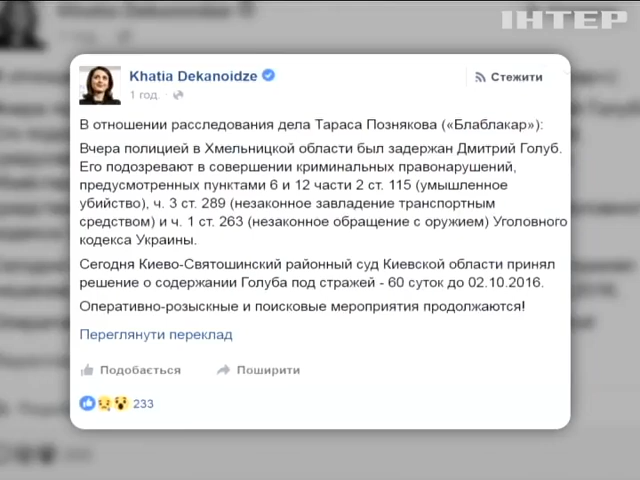 ІНТЕР
Khatia Dekanoidze
Стежити
1 год. ·
В отношении расследования дела Тараса Познякова («Блаблакар»):
Вчера полицией в Хмельницкой области был задержан Дмитрий Голуб.
Его подозревают в совершении криминальных правонарушений,
предусмотренных пунктами 6 и 12 части 2 ст. 115 (умышленное
убийство), ч. 3 ст. 289 (незаконное завладение транспортным
средством) и ч. 1 ст. 263 (незаконное обращение с оружием) Уголовного
кодекса Украины.
Сегодня Киево-Святошинский районный суд Киевской области принял
решение о содержании Голуба под стражей - 60 суток до 02.10.2016.
Оперативно-розыскные и поисковые мероприятия продолжаются!
Переглянути переклад
Подобається Поширити
233